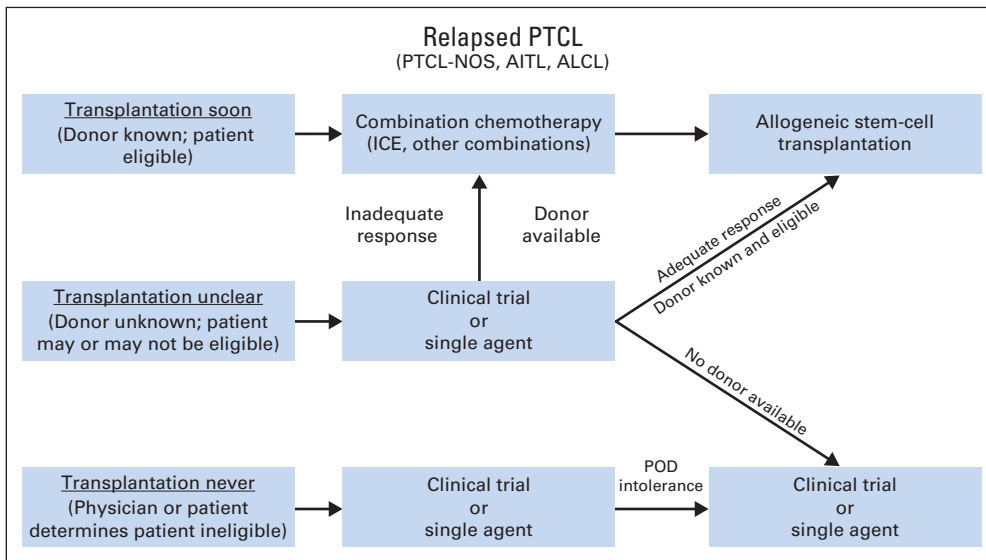 Relapsed PTCL
(PTCL-NOS, AITL, ALCL)
Transplantation soon
(Donor known; patient
eligible)
Combination chemotherapy
(ICE, other combinations)
Allogeneic stem-cell
transplantation
Inadequate
response
Donor
available
Adequate response
Donor known and eligible
Transplantation unclear
(Donor unknown; patient
may or may not be eligible)
Clinical trial
or
single agent
No donor available
Transplantation never
(Physician or patient
determines patient ineligible)
Clinical trial
or
single agent
POD
intolerance
Clinical trial
or
single agent